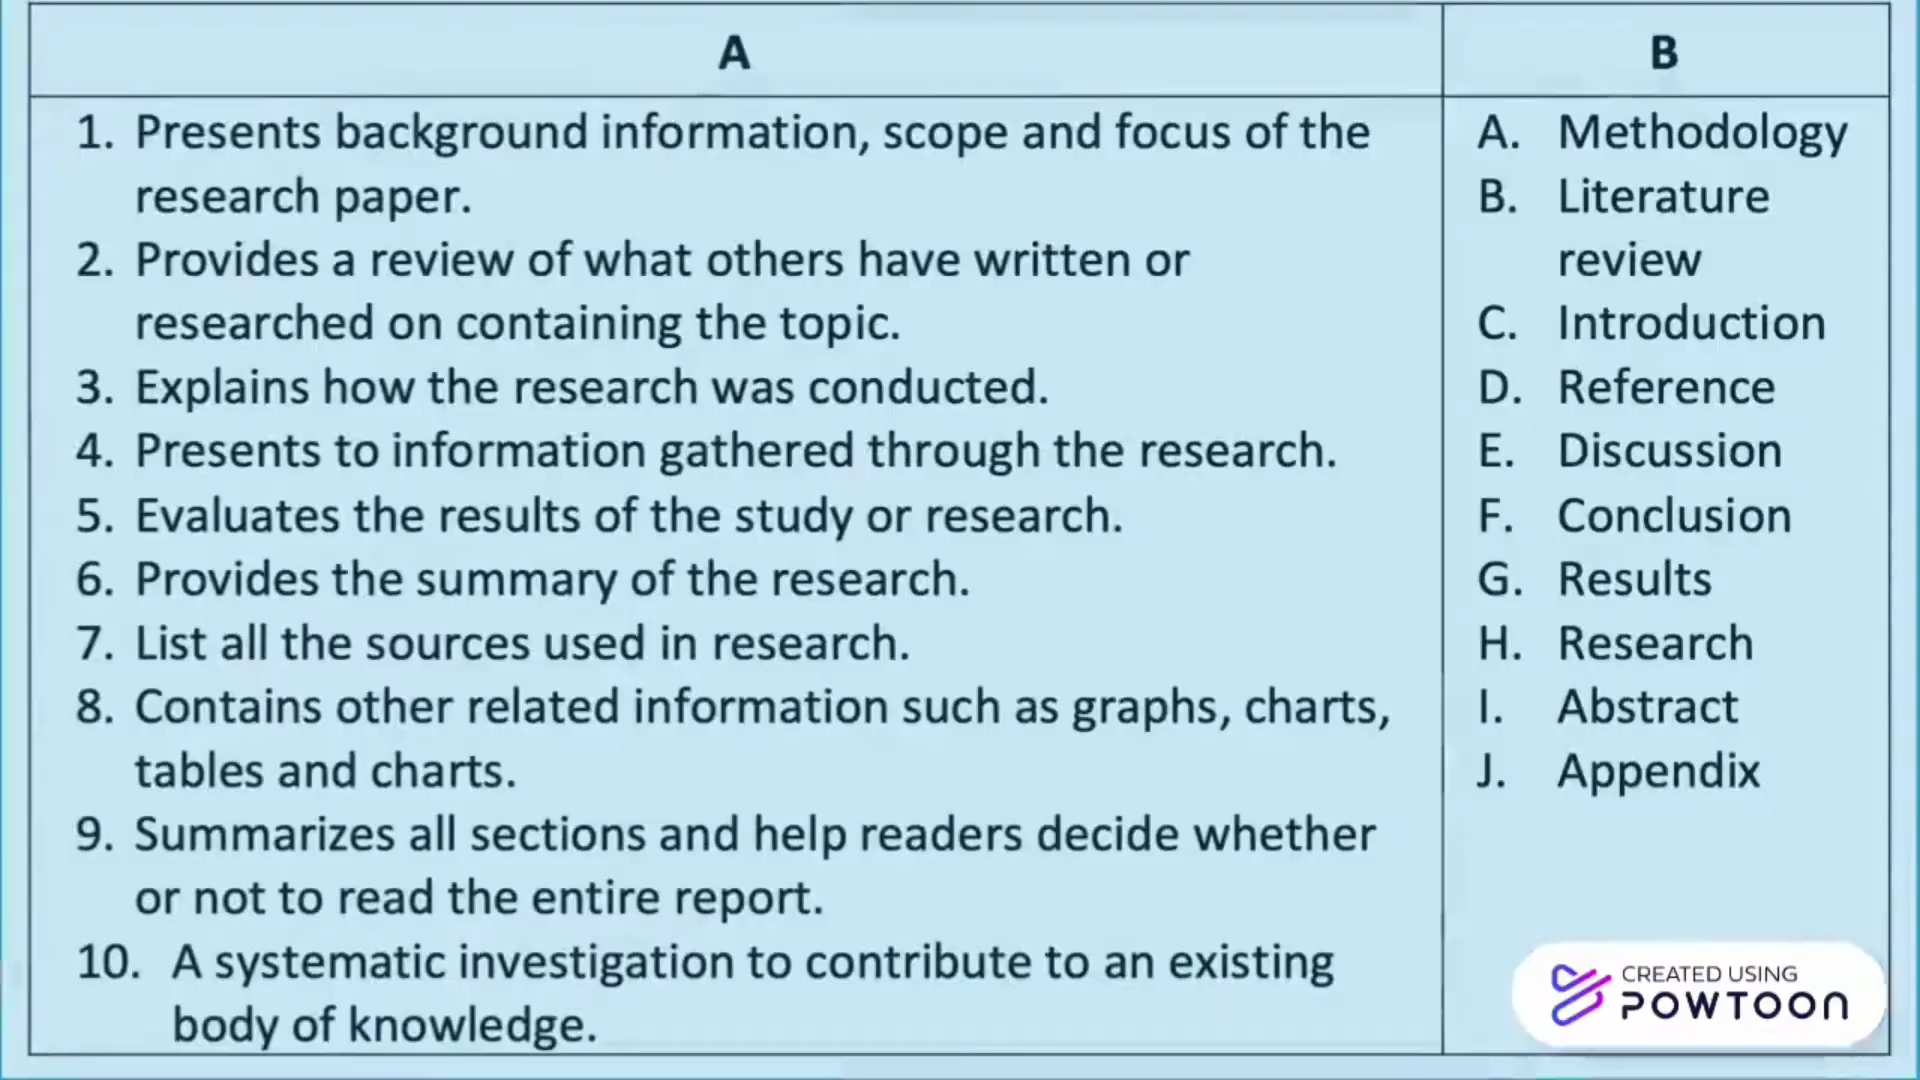 A
B
1. Presents background information, scope and focus of the
research paper.
2. Provides a review of what others have written or
researched on containing the topic.
3. Explains how the research was conducted.
4. Presents to information gathered through the research.
5. Evaluates the results of the study or research.
6. Provides the summary of the research.
7. List all the sources used in research.
8. Contains other related information such as graphs, charts,
tables and charts.
9. Summarizes all sections and help readers decide whether
or not to read the entire report.
10. A systematic investigation to contribute to an existing
body of knowledge.
A. Methodology
B. Literature
review
C. Introduction
D. Reference
E. Discussion
F. Conclusion
G. Results
H. Research
I. Abstract
J. Appendix
CREATED USING
POWTOON